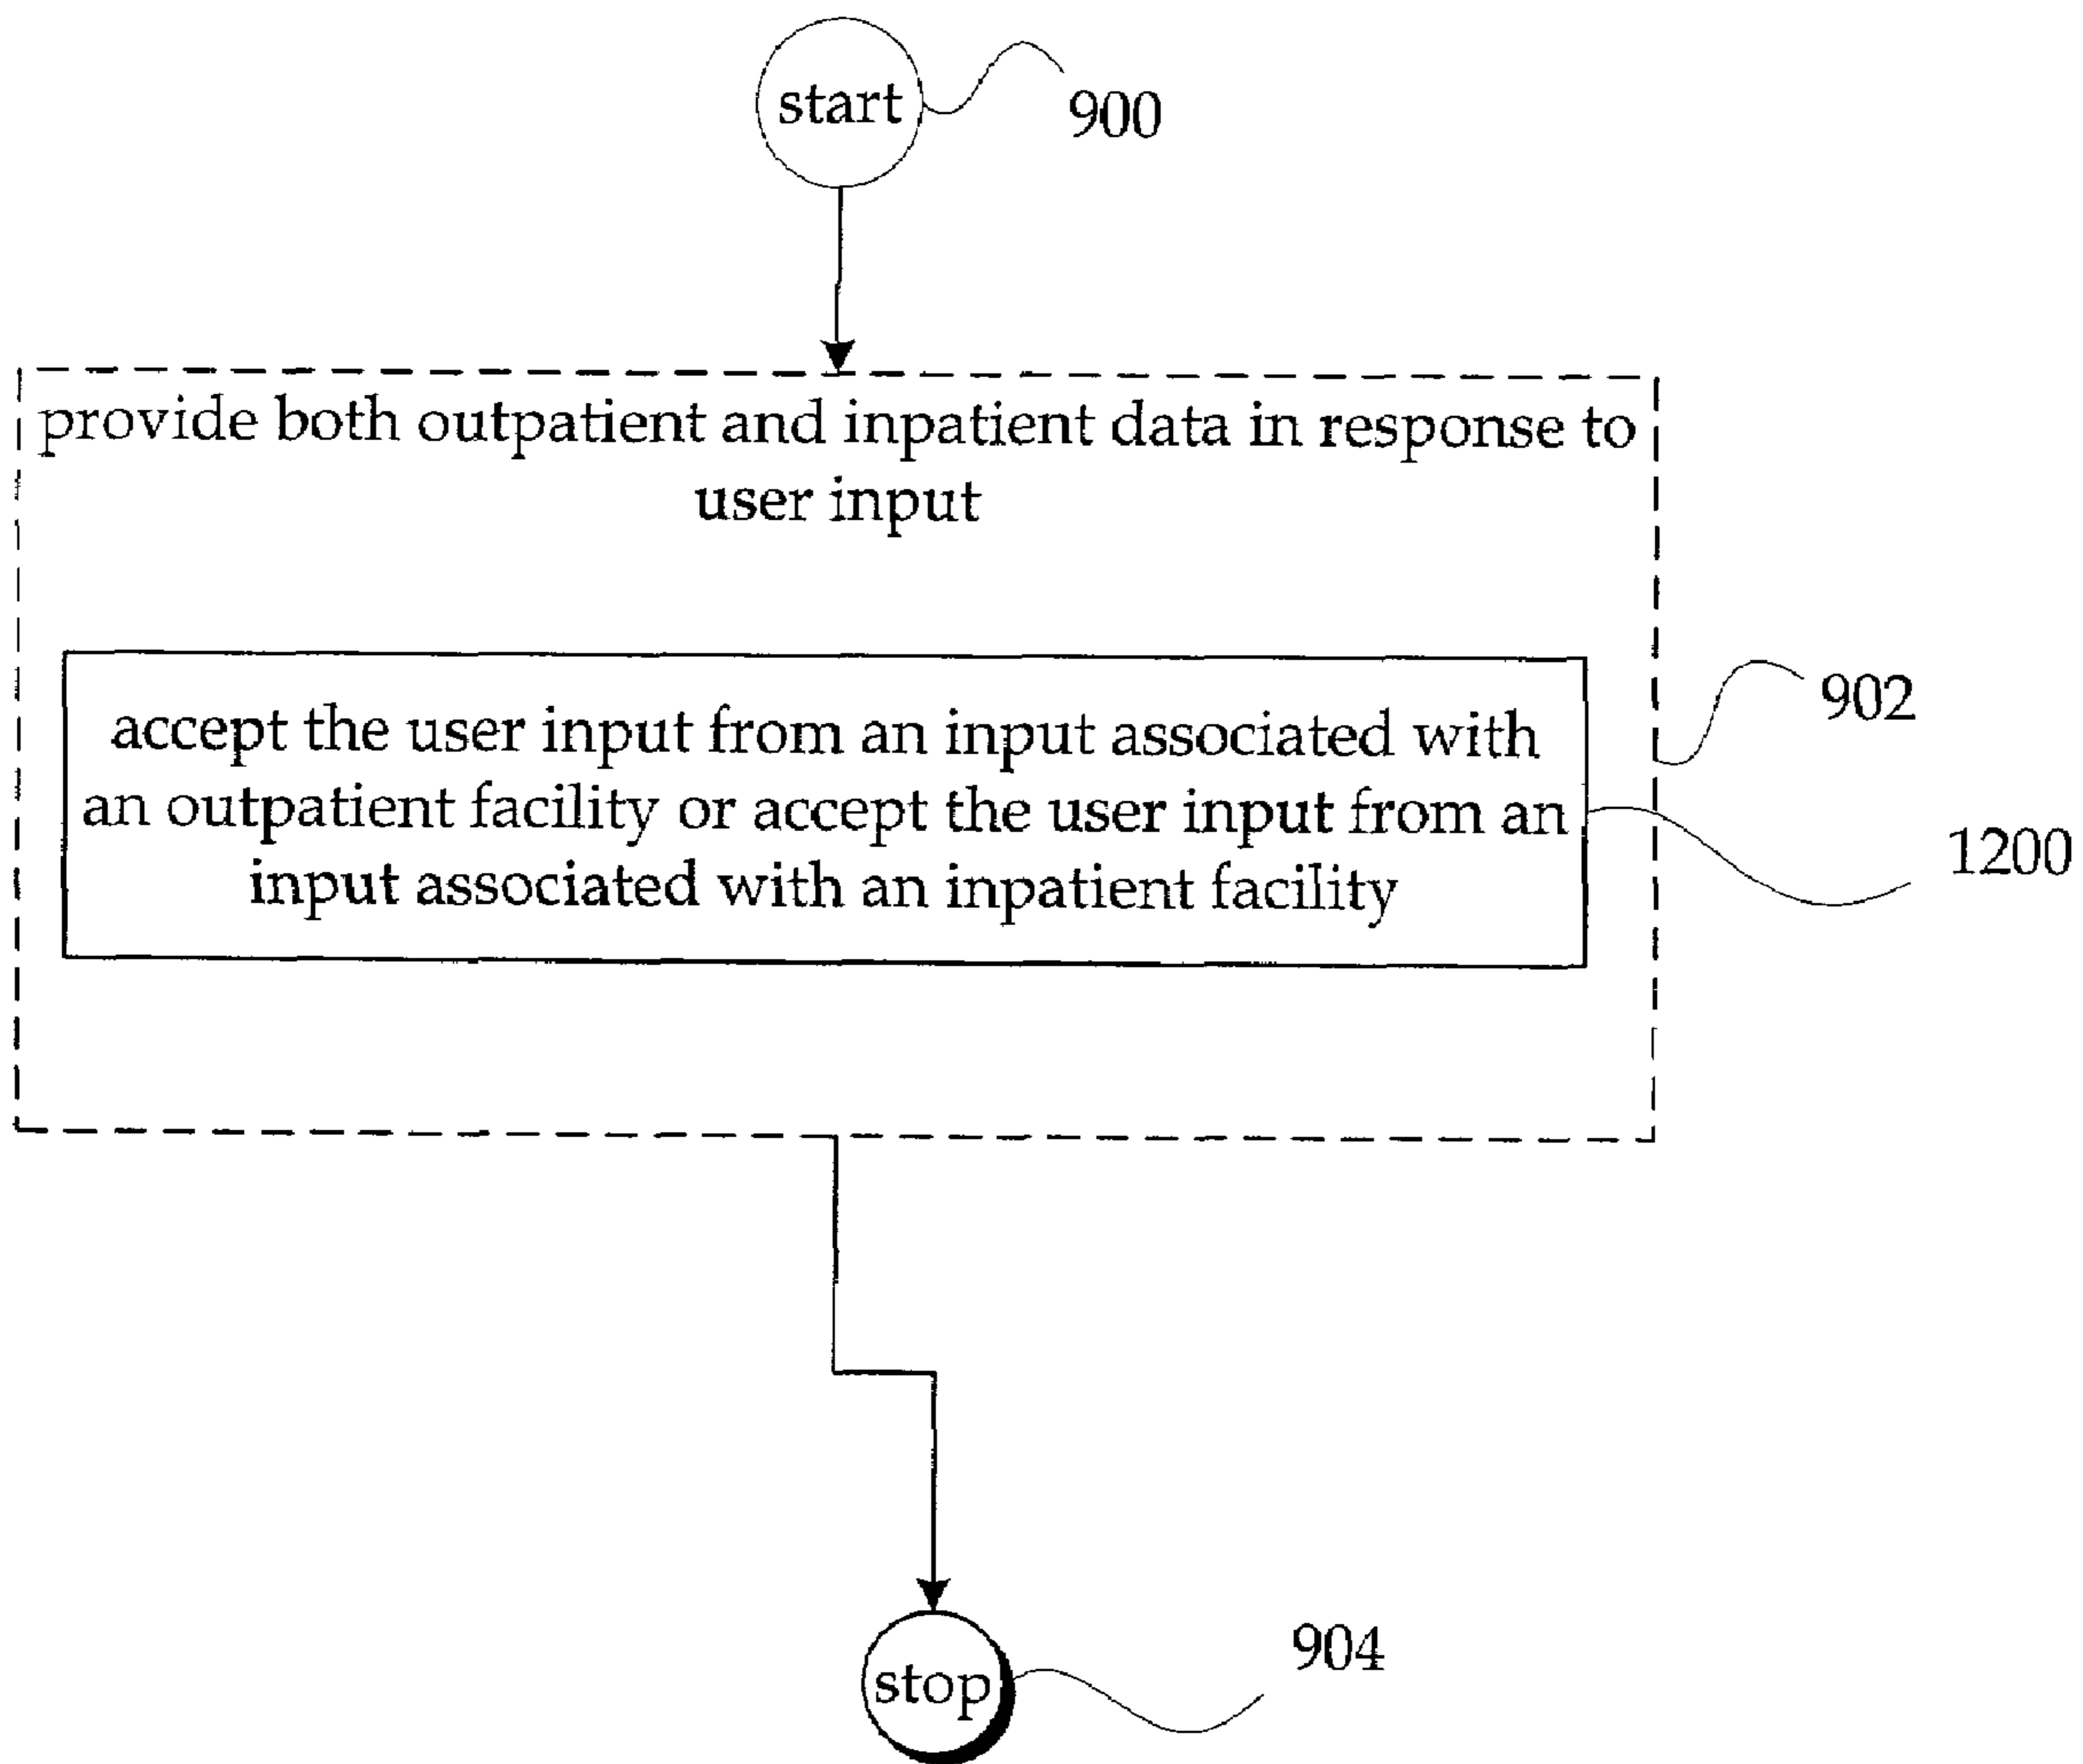 start
900
provide both outpatient and inpatient data in response to
user input
902
accept the user input from an input associated with
an outpatient facility or accept the user input from an
input associated with an inpatient facility
1200
904
stop